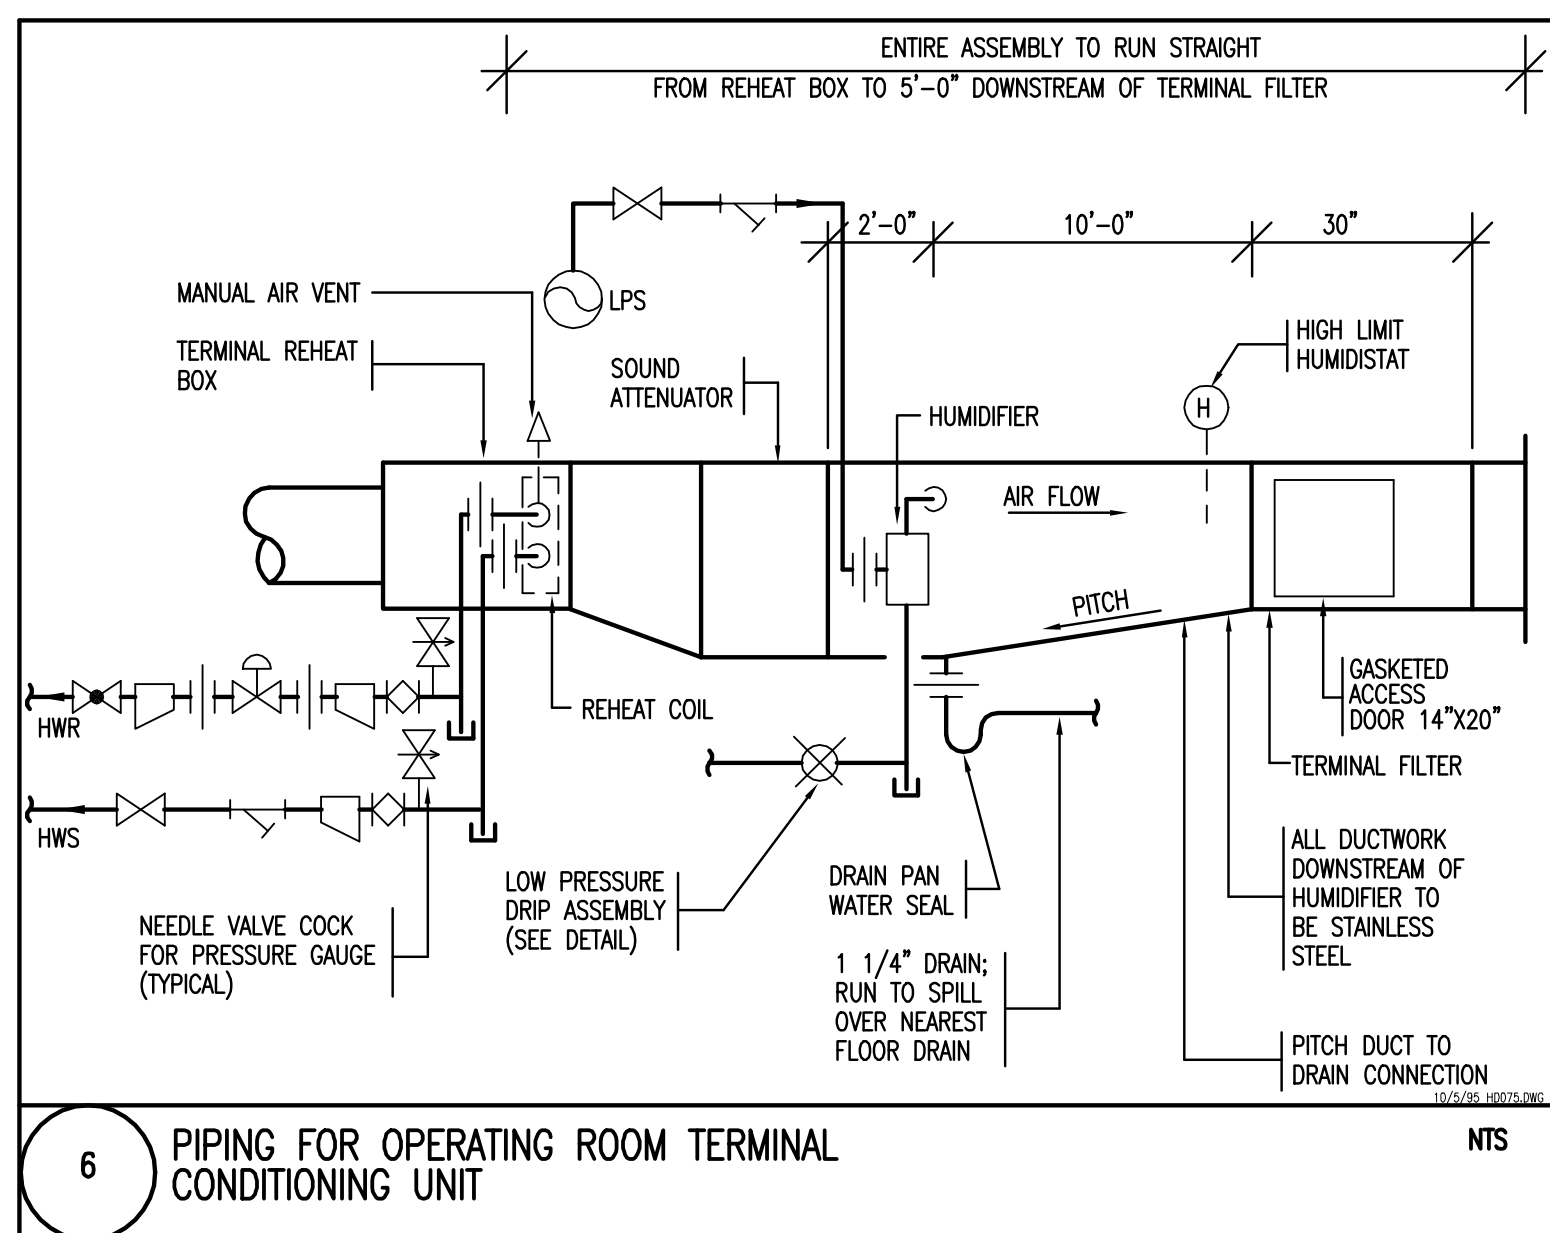 ENTIRE ASSEMBLY TO RUN STRAIGHT
FROM REHEAT BOX TO 5'-0" DOWNSTREAM OF TERMINAL FILTER
2'-0"
10'-0"
30"
MANUAL AIR VENT
LPS
TERMINAL REHEAT
BOX
SOUND
ATTENUATOR
HIGH LIMIT
HUMIDISTAT
H
HUMIDIFIER
AIR FLOW
PITCH
HWR
REHEAT COIL
GASKETED
ACCESS
DOOR 14"X20"
TERMINAL FILTER
HWS
NEEDLE VALVE COCK
FOR PRESSURE GAUGE
(TYPICAL)
LOW PRESSURE
DRIP ASSEMBLY
(SEE DETAIL)
DRAIN PAN
WATER SEAL
1 1/4" DRAIN;
RUN TO SPILL
OVER NEAREST
FLOOR DRAIN
ALL DUCTWORK
DOWNSTREAM OF
HUMIDIFIER TO
BE STAINLESS
STEEL
PITCH DUCT TO
DRAIN CONNECTION
10/5/95 HD075.DWG
6
PIPING FOR OPERATING ROOM TERMINAL
CONDITIONING UNIT
NTS